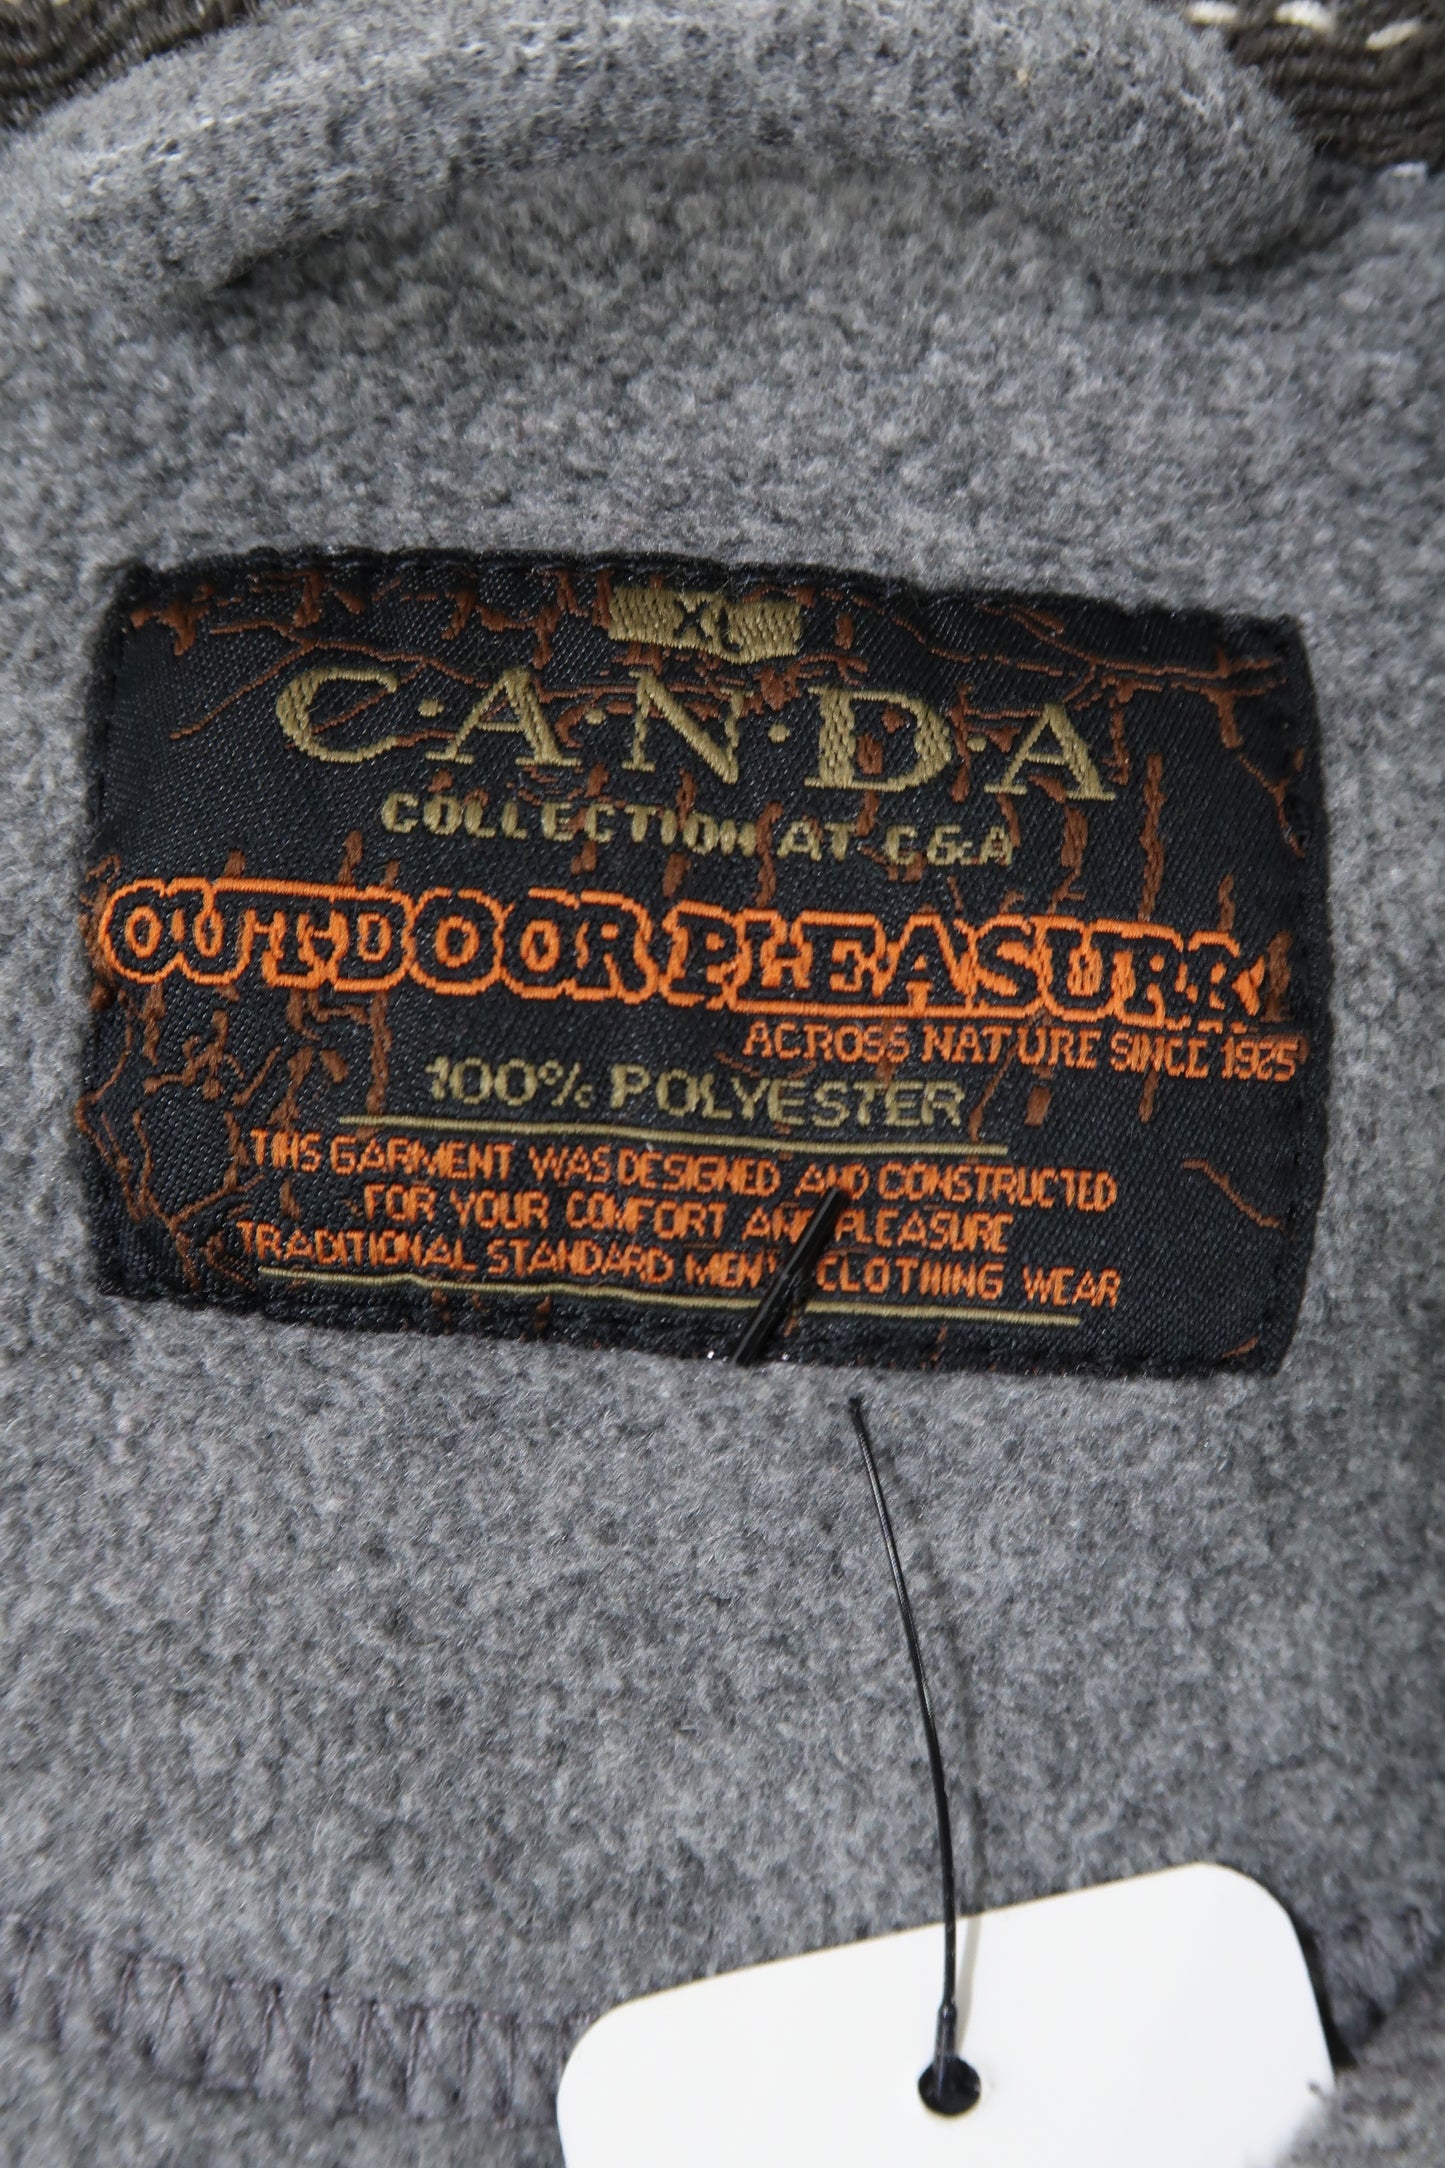 XL
C·A·N·D·A
COLLECTION AT C&A
OUTDOOR PLEASURE
ACROSS NATURE SINCE 1985
100% POLYESTER
THIS GARMENT WAS DESIGNED AND CONSTRUCTED
FOR YOUR COMFORT AND PLEASURE
TRADITIONAL STANDARD MEN'S CLOTHING WEAR